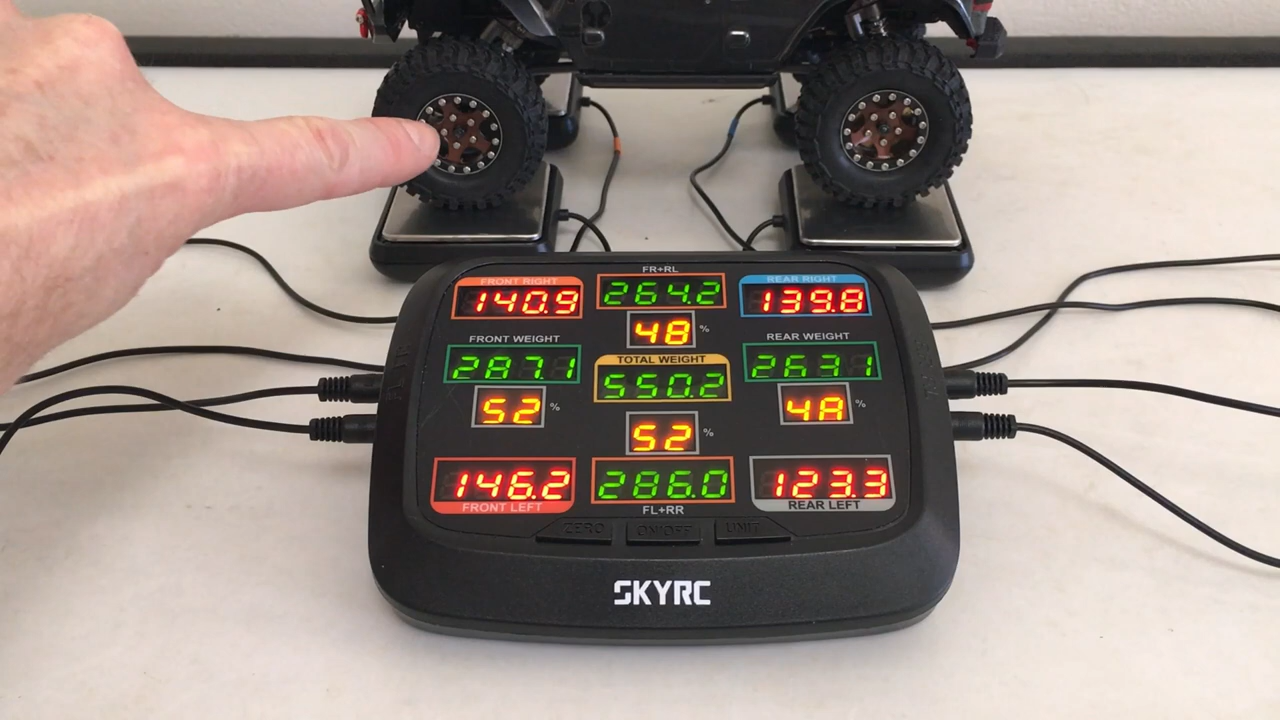 FRONT RIGHT
140.9
FR+RL
264.2
48 %
REAR RIGHT
139.8
FRONT WEIGHT
287.1
52 %
TOTAL WEIGHT
550.2
52 %
REAR WEIGHT
263.1
48 %
146.2
FRONT LEFT
286.0
FL+RR
123.3
REAR LEFT
ZERO
ON/OFF
UNIT
SKYRC